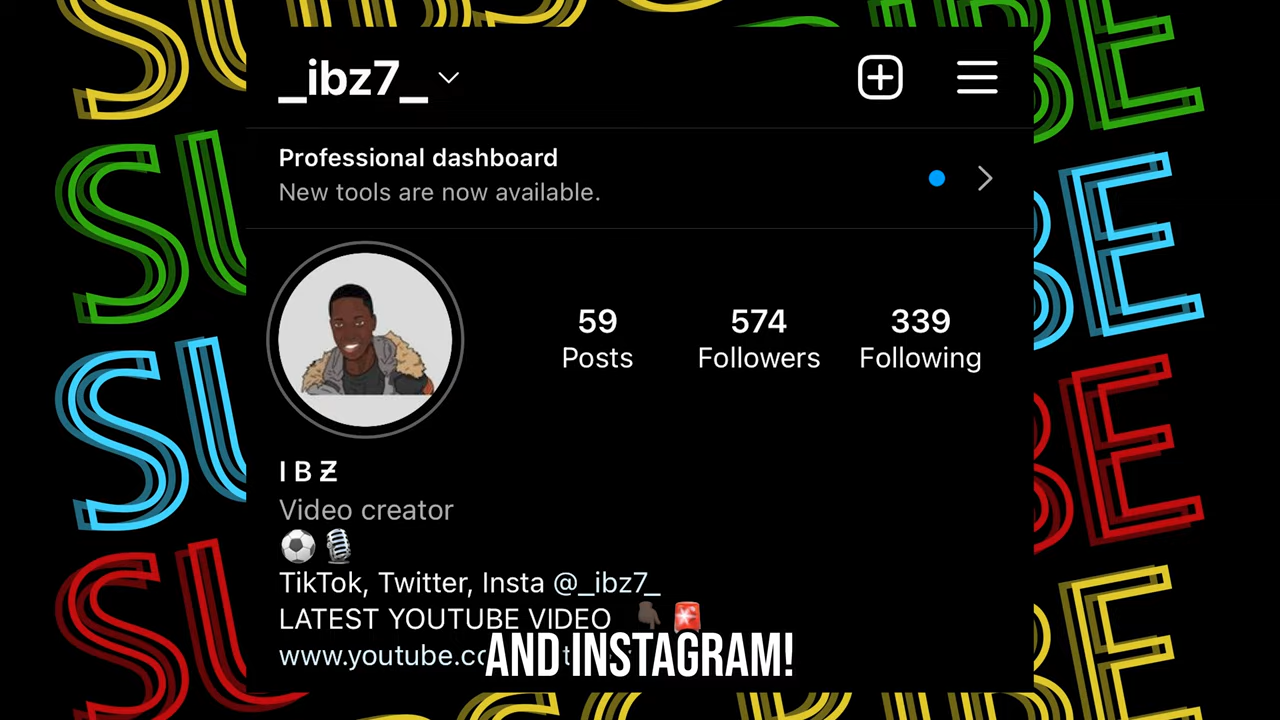 SUBSCRIBE
_ibz7_
Professional dashboard
New tools are now available.
59 574 339
Posts Followers Following
I B Ƶ
Video creator
TikTok, Twitter, Insta @_ibz7_
LATEST YOUTUBE VIDEO
www.youtube.c
AND INSTAGRAM!